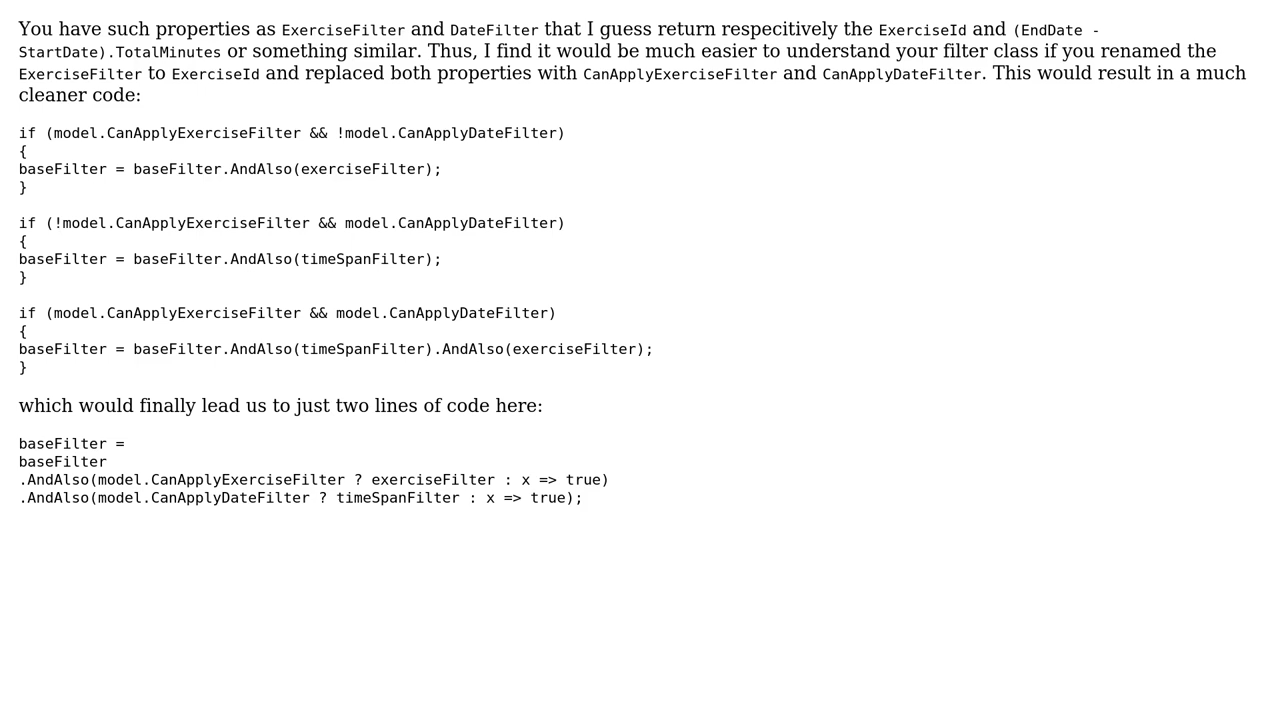 You have such properties as ExerciseFilter and DateFilter that I guess return respecitively the ExerciseId and (EndDate -
StartDate).TotalMinutes or something similar. Thus, I find it would be much easier to understand your filter class if you renamed the
ExerciseFilter to ExerciseId and replaced both properties with CanApplyExerciseFilter and CanApplyDateFilter. This would result in a much
cleaner code:
if (model.CanApplyExerciseFilter && !model.CanApplyDateFilter)
{
baseFilter = baseFilter.AndAlso(exerciseFilter);
}
if (!model.CanApplyExerciseFilter && model.CanApplyDateFilter)
{
baseFilter = baseFilter.AndAlso(timeSpanFilter);
}
if (model.CanApplyExerciseFilter && model.CanApplyDateFilter)
{
baseFilter = baseFilter.AndAlso(timeSpanFilter).AndAlso(exerciseFilter);
}
which would finally lead us to just two lines of code here:
baseFilter =
baseFilter
.AndAlso(model.CanApplyExerciseFilter ? exerciseFilter : x => true)
.AndAlso(model.CanApplyDateFilter ? timeSpanFilter : x => true);